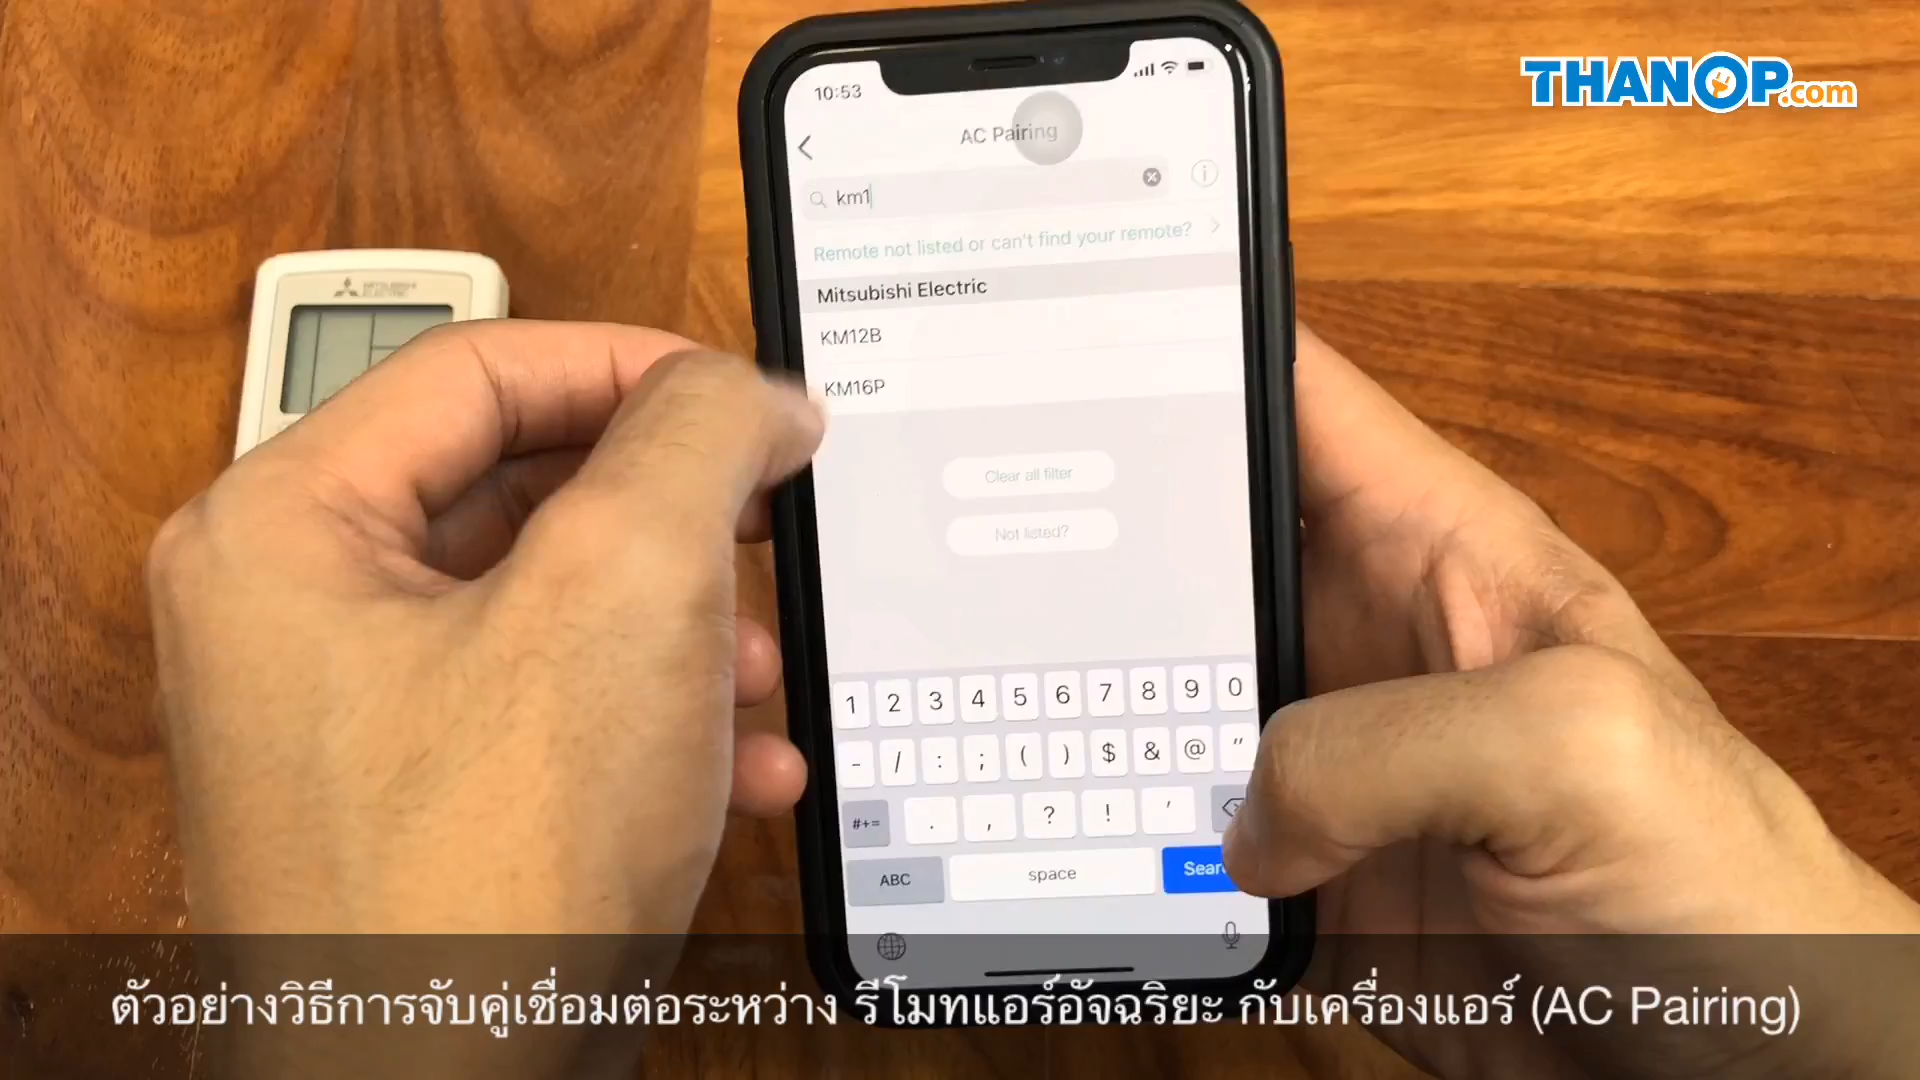 THANOP.com
10:53
AC Pairing
km1
Remote not listed or can't find your remote?
Mitsubishi Electric
KM12B
KM16P
MITSUBISHI
ELECTRIC
Clear all filter
Not listed?
1 2 3 4 5 6 7 8 9 0
- / : ; ( ) $ & @ "
#+= . , ? ! '
ABC space Sear
ตัวอย่างวิธีการจับคู่เชื่อมต่อระหว่าง รีโมทแอร์อัจฉริยะ กับเครื่องแอร์ (AC Pairing)